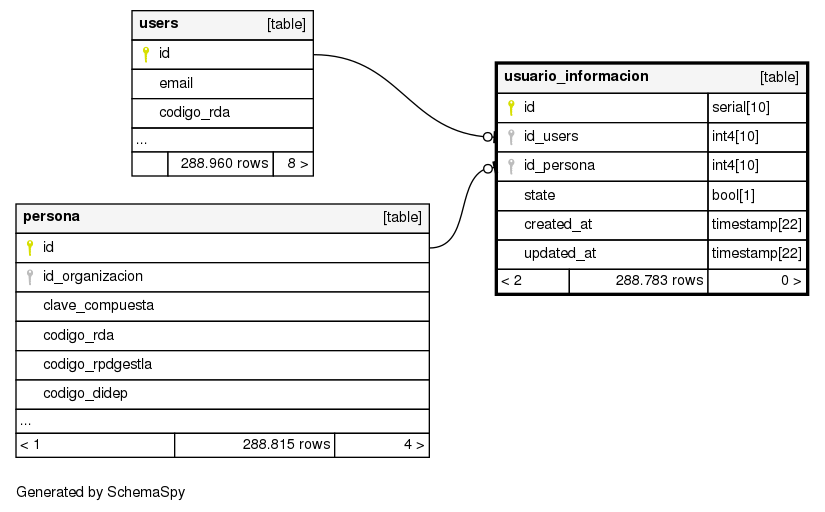 users [table]
id
email
codigo_rda
...
288.960 rows 8 >
usuario_informacion [table]
id serial[10]
id_users int4[10]
id_persona int4[10]
state bool[1]
created_at timestamp[22]
updated_at timestamp[22]
< 2 288.783 rows 0 >
persona [table]
id
id_organizacion
clave_compuesta
codigo_rda
codigo_rpdgestla
codigo_didep
...
< 1 288.815 rows 4 >
Generated by SchemaSpy